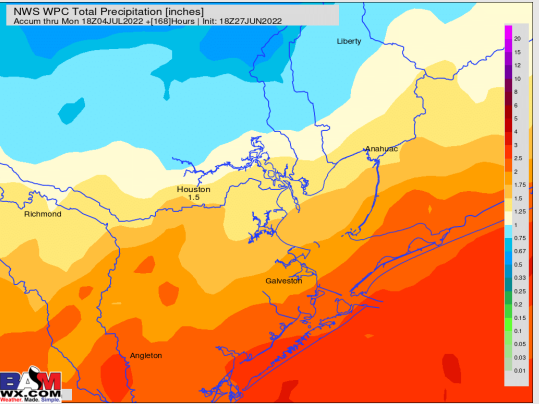 NWS WPC Total Precipitation [inches]
Accum thru Mon 18Z04JUL2022 +[168]Hours | Init: 18Z27JUN2022
Liberty
Anahuac
Houston
1.5
Richmond
Galveston
Angleton
20
15
12
10
8
6
5
4
3
2.5
2
1.75
1.5
1.25
1
0.75
0.67
0.5
0.33
0.25
0.2
0.15
0.1
0.05
0.03
0.01
BAM
WX.COM
Weather. Made. Simple.